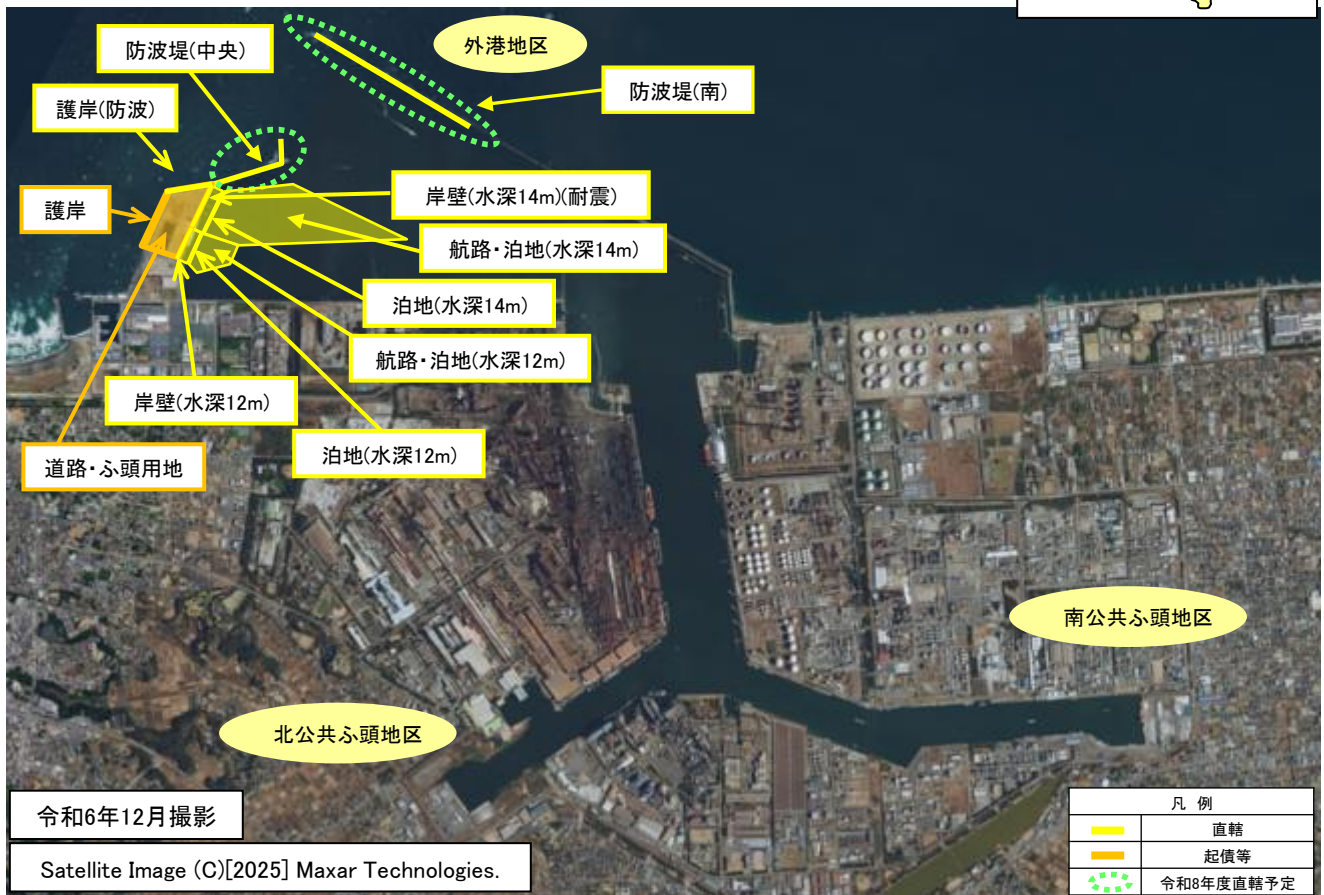 外港地区
防波堤(中央)
防波堤(南)
護岸(防波)
護岸
岸壁(水深14m)(耐震)
航路・泊地(水深14m)
泊地(水深14m)
航路・泊地(水深12m)
岸壁(水深12m)
泊地(水深12m)
道路・ふ頭用地
南公共ふ頭地区
北公共ふ頭地区
令和6年12月撮影
Satellite Image (C)[2025] Maxar Technologies.
凡 例
直轄
起債等
令和8年度直轄予定